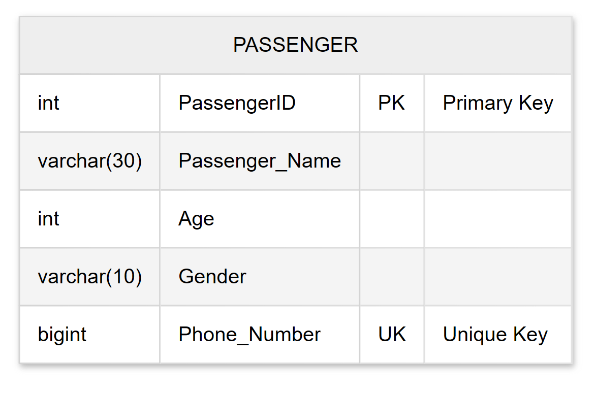 PASSENGER
int PassengerID PK Primary Key
varchar(30) Passenger_Name
int Age
varchar(10) Gender
bigint Phone_Number UK Unique Key